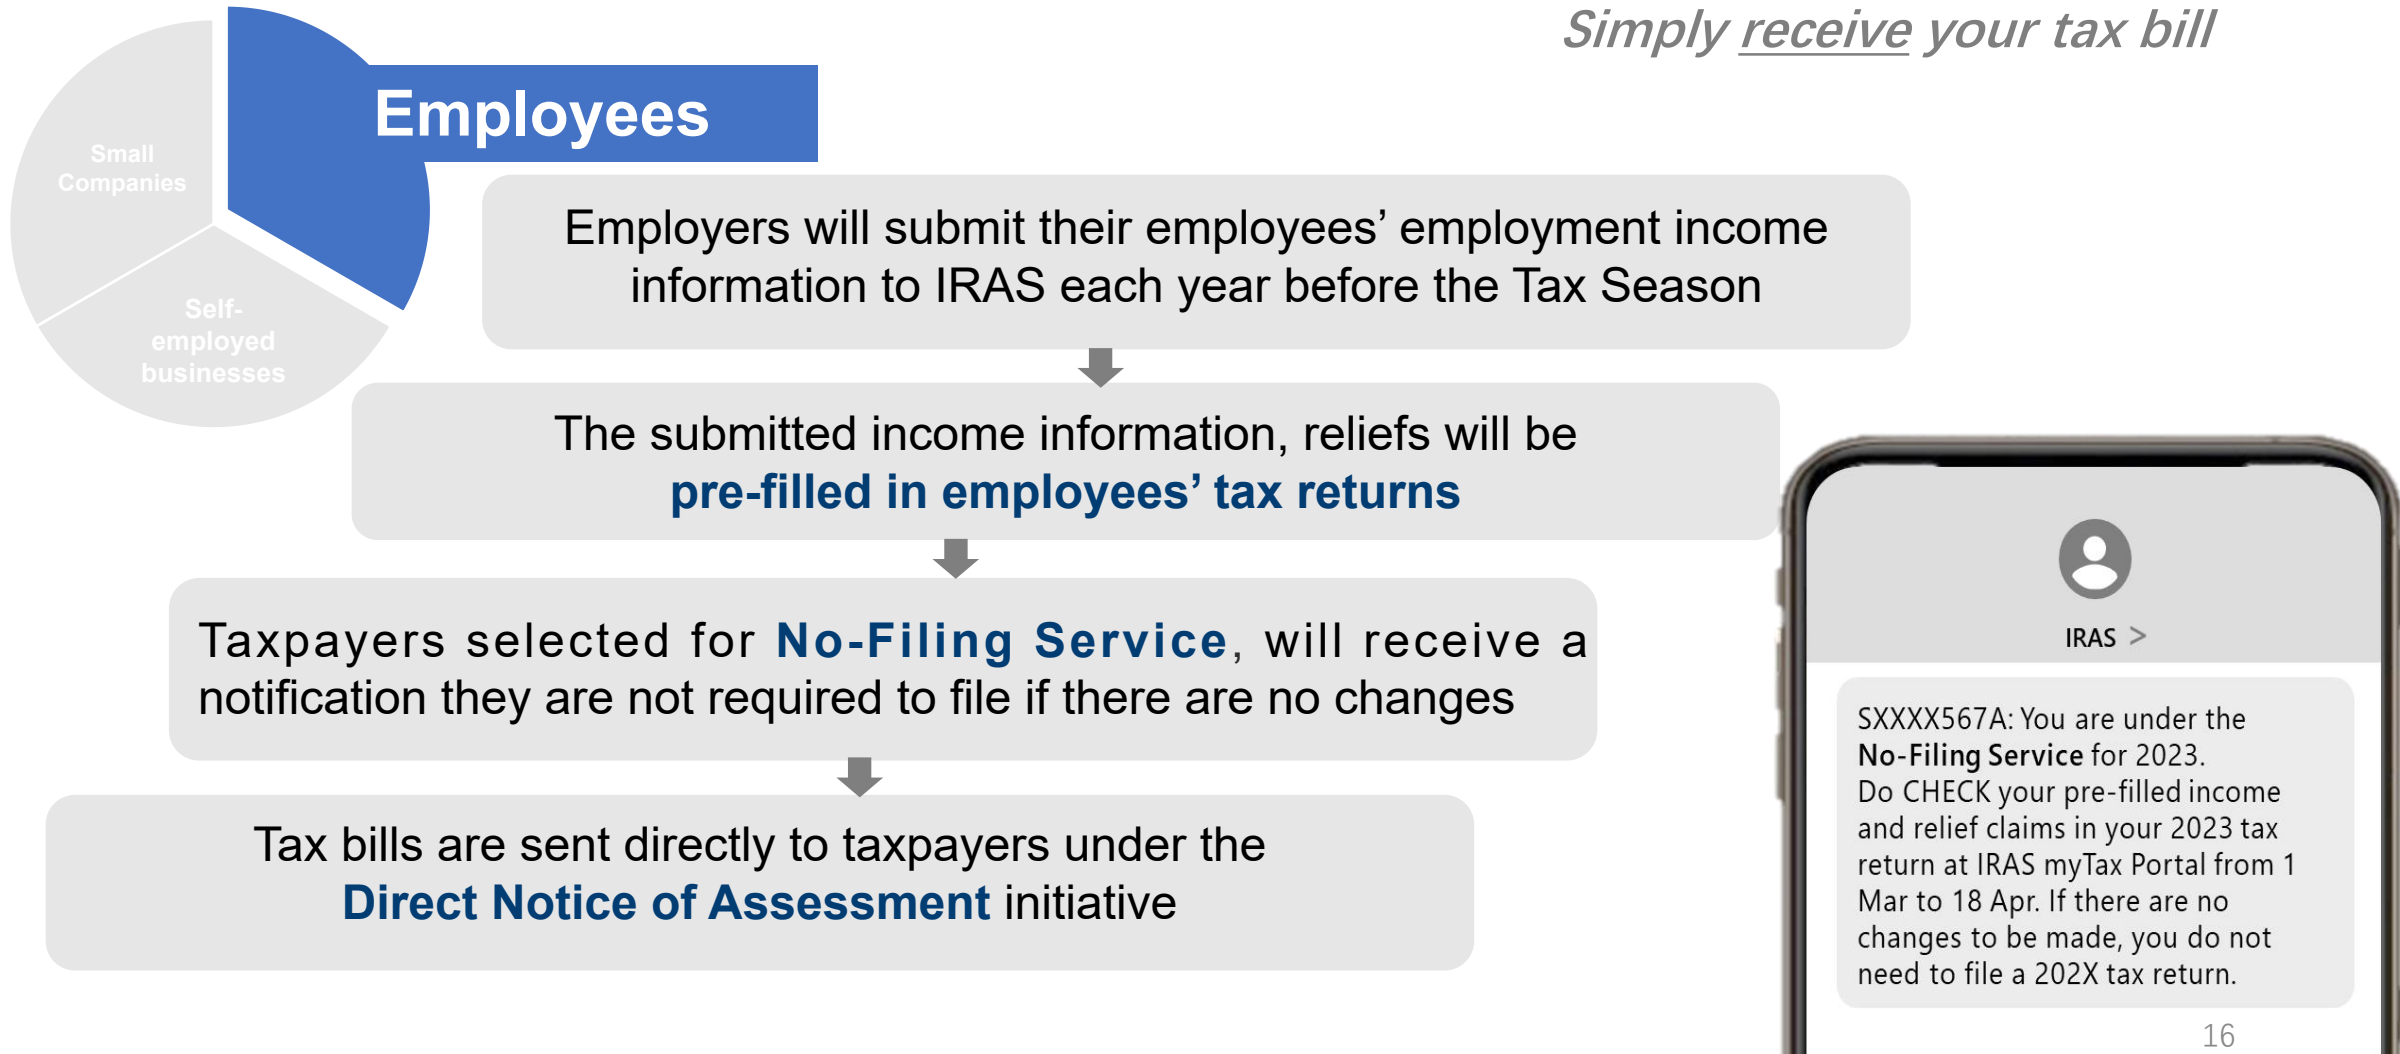 Simply receive your tax bill
Employees
Small
Companies
Self-
employed
businesses
Employers will submit their employees’ employment income
information to IRAS each year before the Tax Season
The submitted income information, reliefs will be
pre-filled in employees’ tax returns
Taxpayers selected for No-Filing Service, will receive a
notification they are not required to file if there are no changes
Tax bills are sent directly to taxpayers under the
Direct Notice of Assessment initiative
IRAS >
SXXXX567A: You are under the
No-Filing Service for 2023.
Do CHECK your pre-filled income
and relief claims in your 2023 tax
return at IRAS myTax Portal from 1
Mar to 18 Apr. If there are no
changes to be made, you do not
need to file a 202X tax return.
16